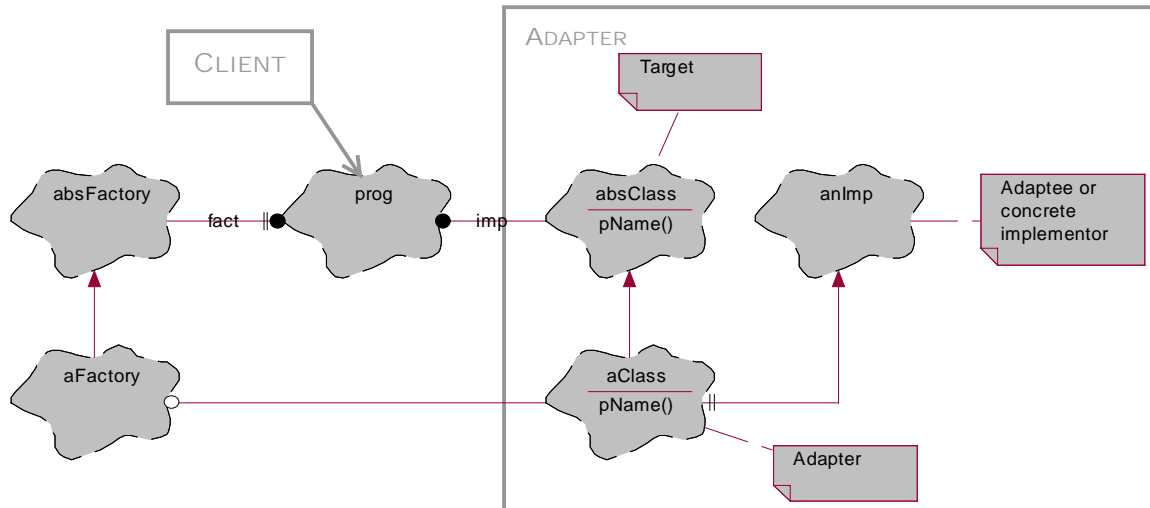 ADAPTER
CLIENT
Target
absFactory
prog
absClass
pName()
anImp
Adaptee or
concrete
implementor
fact
imp
aFactory
aClass
pName()
Adapter